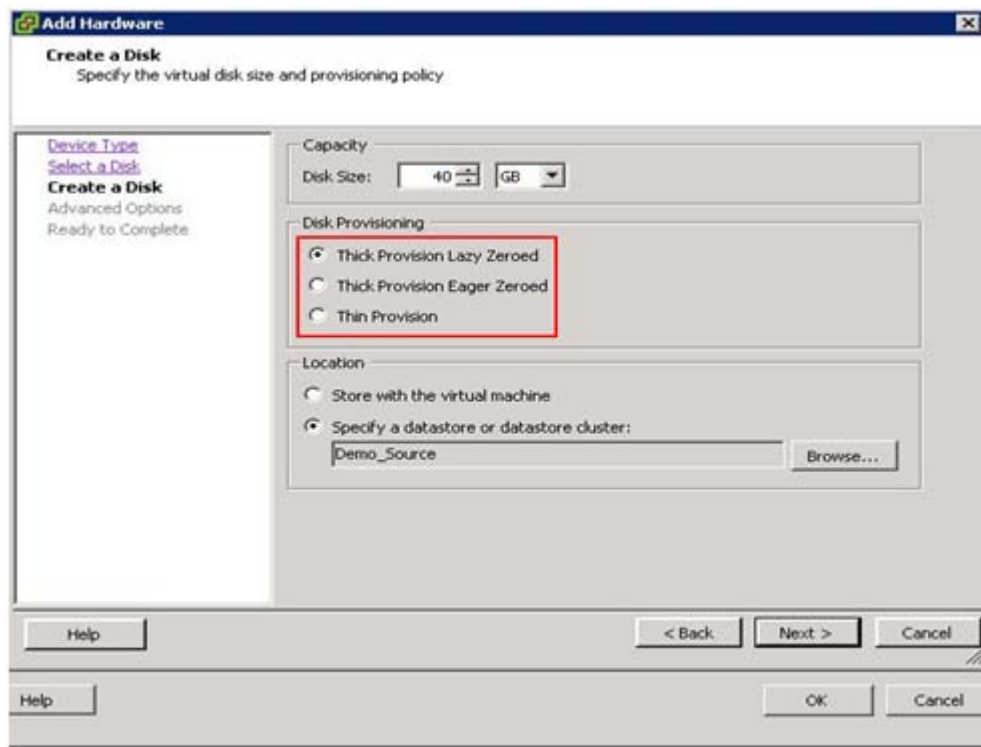 Add Hardware
Create a Disk
Specify the virtual disk size and provisioning policy
Device Type
Select a Disk
Create a Disk
Advanced Options
Ready to Complete
Capacity
Disk Size: 40 GB
Disk Provisioning
Thick Provision Lazy Zeroed
Thick Provision Eager Zeroed
Thin Provision
Location
Store with the virtual machine
Specify a datastore or datastore cluster:
Demo_Source Browse...
Help < Back Next > Cancel
Help OK Cancel